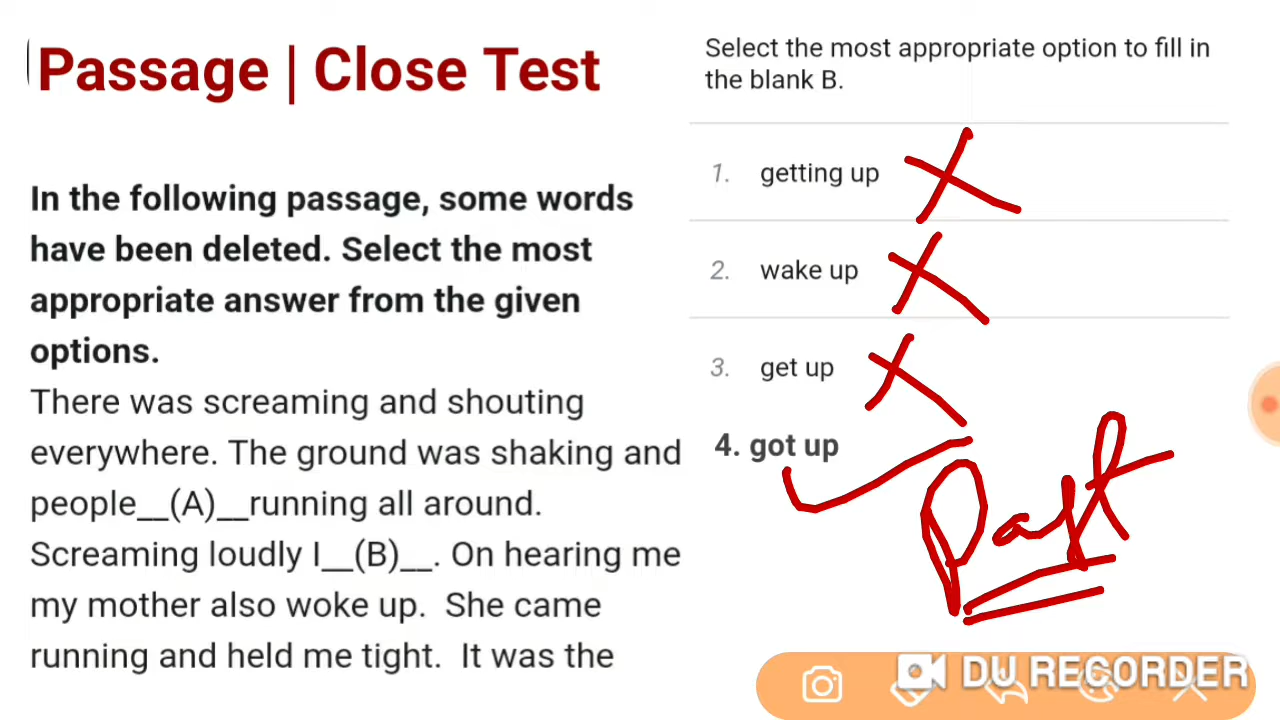 Passage | Close Test
In the following passage, some words
have been deleted. Select the most
appropriate answer from the given
options.
There was screaming and shouting
everywhere. The ground was shaking and
people__(A)__running all around.
Screaming loudly I__(B)__. On hearing me
my mother also woke up. She came
running and held me tight. It was the
Select the most appropriate option to fill in
the blank B.
1. getting up
2. wake up
3. get up
4. got up
Past
DU RECORDER